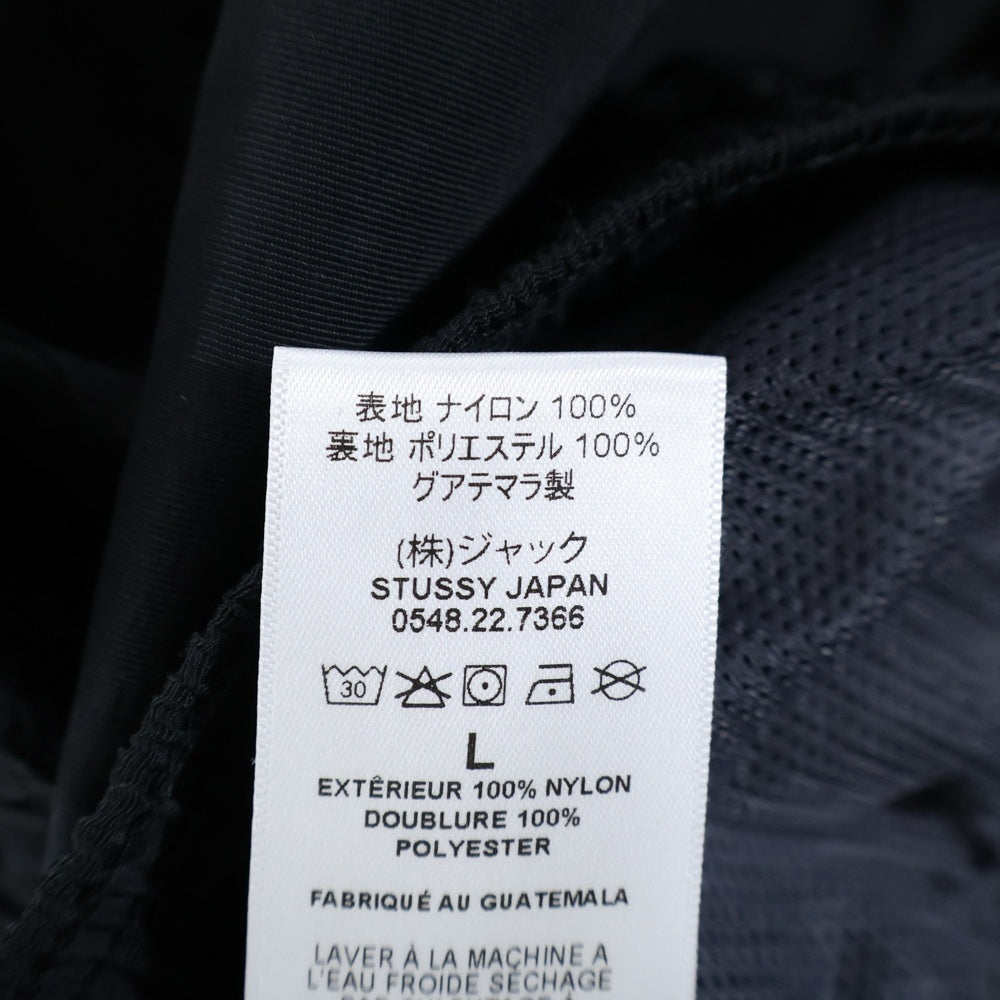 表地 ナイロン 100%
裏地 ポリエステル 100%
グアテマラ製
(株)ジャック
STUSSY JAPAN
0548.22.7366
30
L
EXTÊRIEUR 100% NYLON
DOUBLURE 100%
POLYESTER
FABRIQUÉ AU GUATEMALA
LAVER À LA MACHINE A
L'EAU FROIDE SÉCHAGE